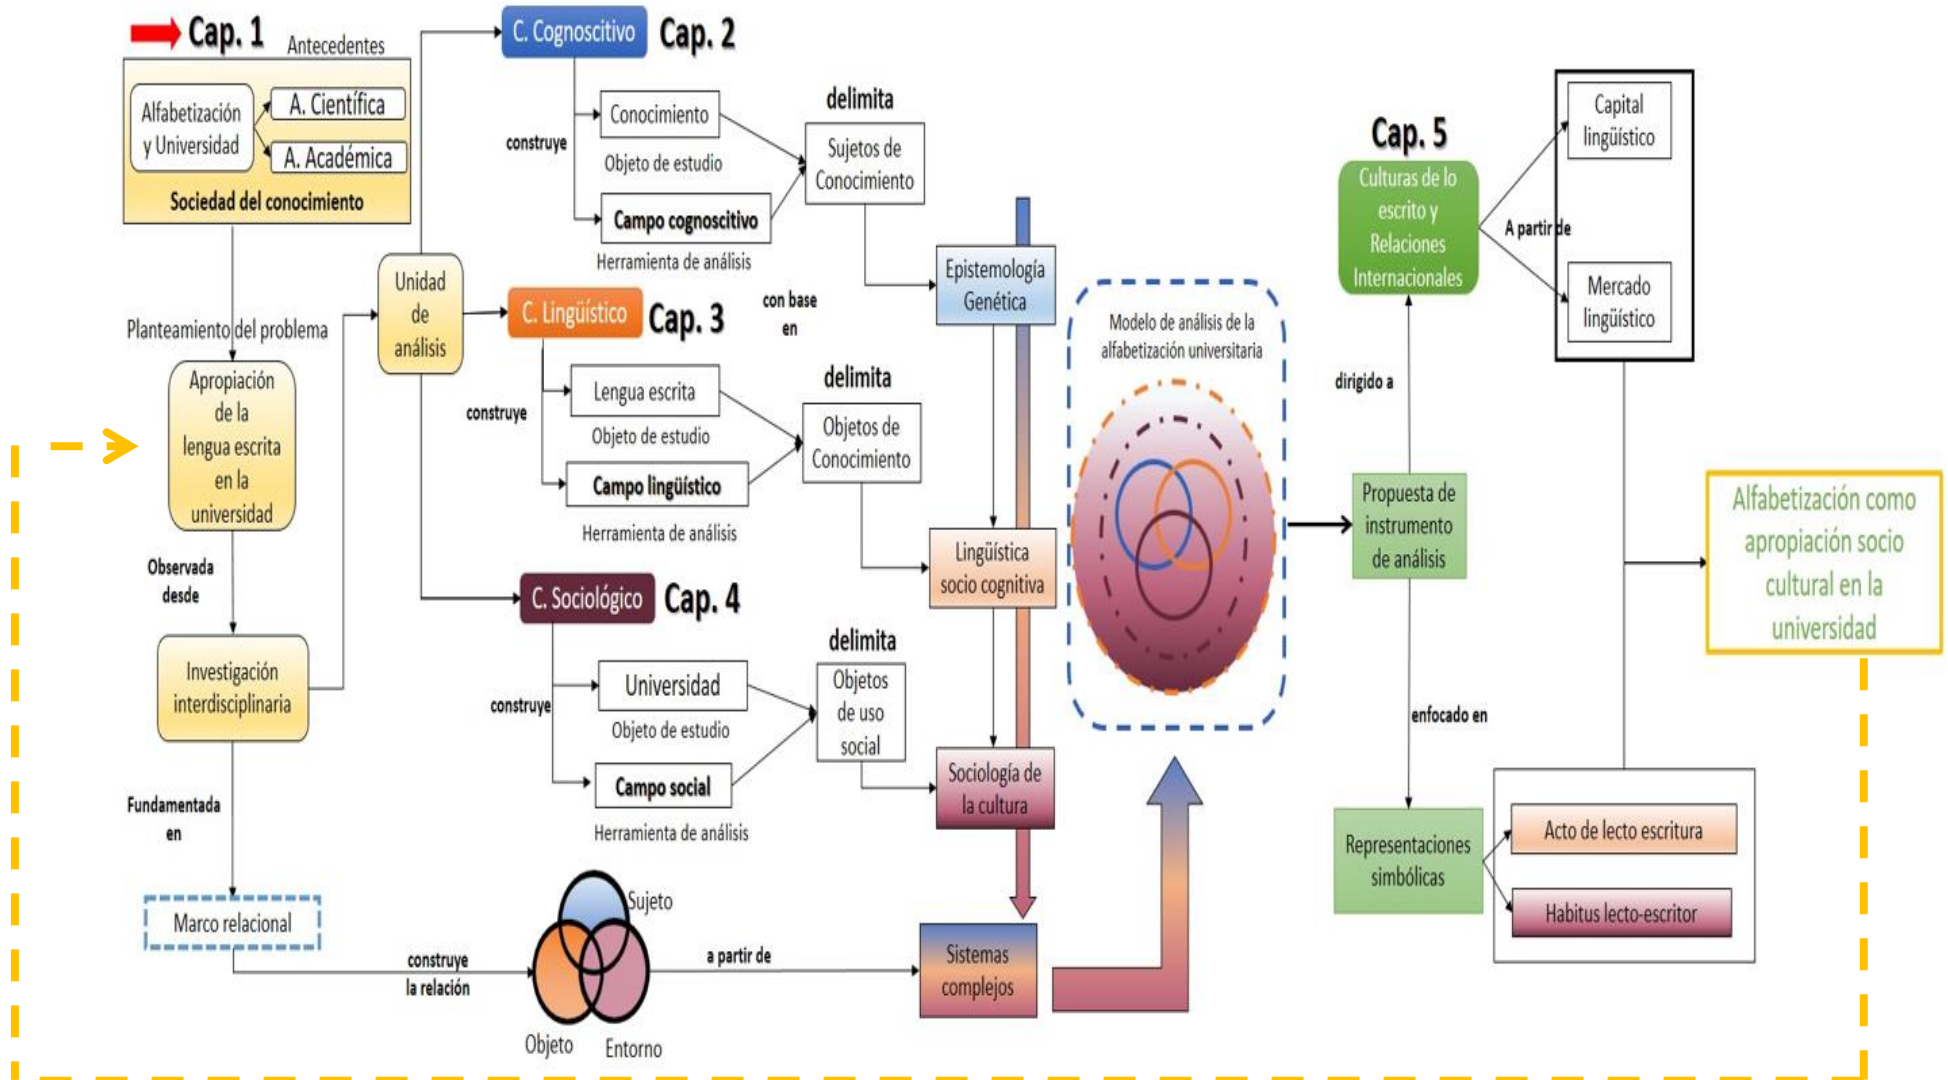 Cap. 1
Antecedentes
Alfabetización
y Universidad
A. Científica
A. Académica
Sociedad del conocimiento
Planteamiento del problema
Apropiación
de la
lengua escrita
en la
universidad
Observada
desde
Investigación
interdisciplinaria
Fundamentada
en
Marco relacional
construye
la relación
Sujeto
Objeto
Entorno
a partir de
Sistemas
complejos
Unidad
de
análisis
C. Cognoscitivo
Cap. 2
construye
Conocimiento
Objeto de estudio
Campo cognoscitivo
Herramienta de análisis
delimita
Sujetos de
Conocimiento
C. Lingüístico
Cap. 3
con base
en
construye
Lengua escrita
Objeto de estudio
Campo lingüístico
Herramienta de análisis
delimita
Objetos de
Conocimiento
C. Sociológico
Cap. 4
construye
Universidad
Objeto de estudio
Campo social
Herramienta de análisis
delimita
Objetos
de uso
social
Epistemología
Genética
Lingüística
socio cognitiva
Sociología de
la cultura
Modelo de análisis de la
alfabetización universitaria
Cap. 5
Culturas de lo
escrito y
Relaciones
Internacionales
A partir de
Capital
lingüístico
Mercado
lingüístico
dirigido a
Propuesta de
instrumento
de análisis
enfocado en
Representaciones
simbólicas
Acto de lecto escritura
Habitus lecto-escritor
Alfabetización como
apropiación socio
cultural en la
universidad